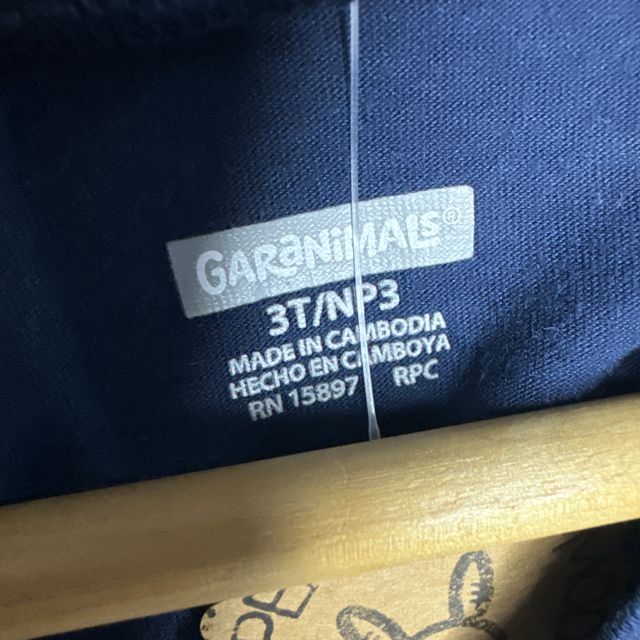 GARANIMALS®
3T/NP3
MADE IN CAMBODIA
HECHO EN CAMBOYA
RN 15897 RPC